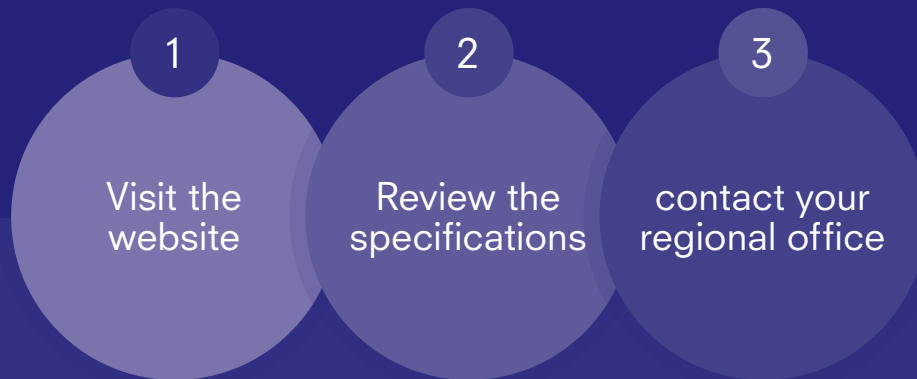 1
Visit the
website
2
Review the
specifications
3
contact your
regional office